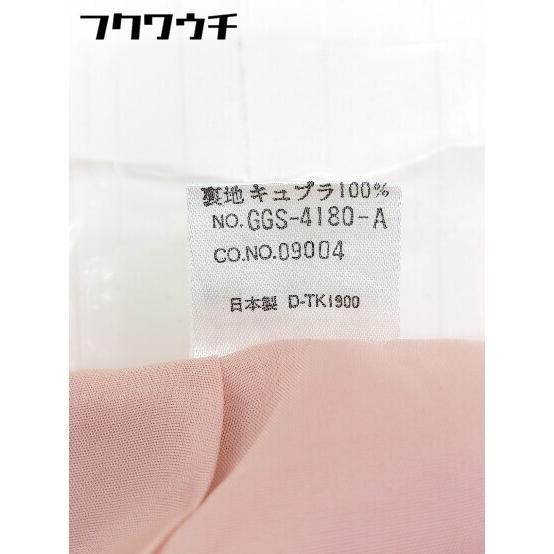 フクワウチ
裏地 キュプラ100%
NO. GGS-4180-A
CO.NO.09004
日本製 D-TK1900